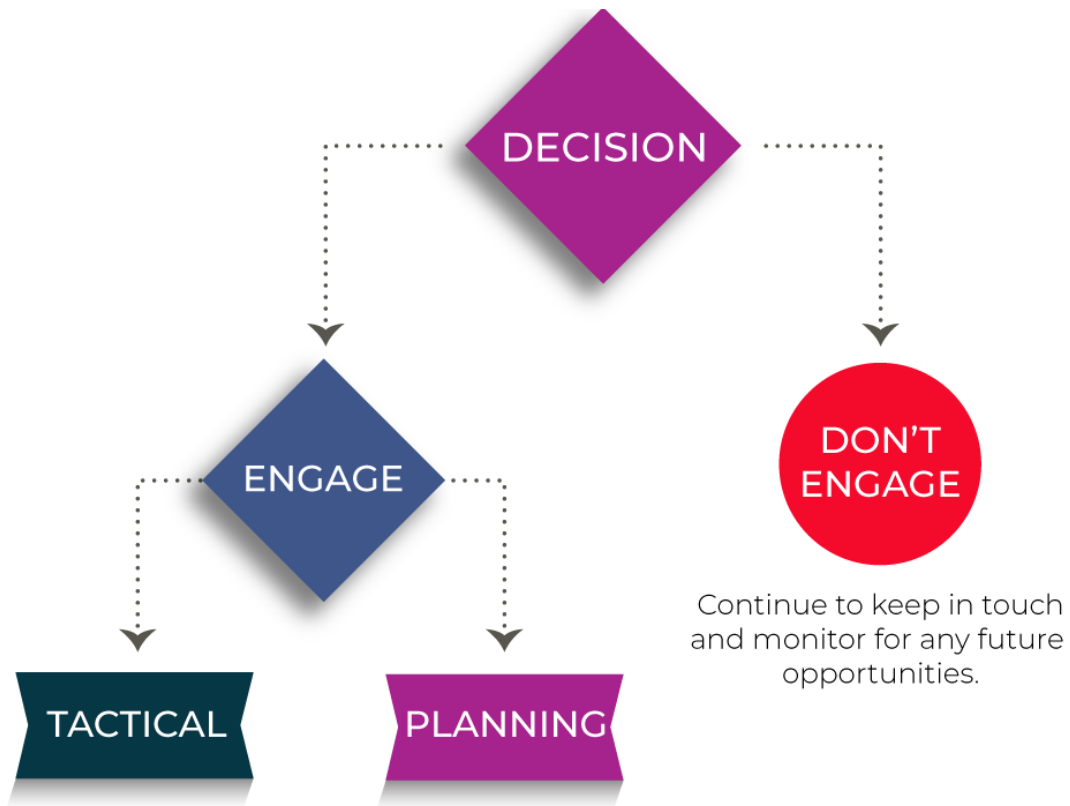 DECISION
ENGAGE
DON'T
ENGAGE
Continue to keep in touch
and monitor for any future
opportunities.
TACTICAL
PLANNING